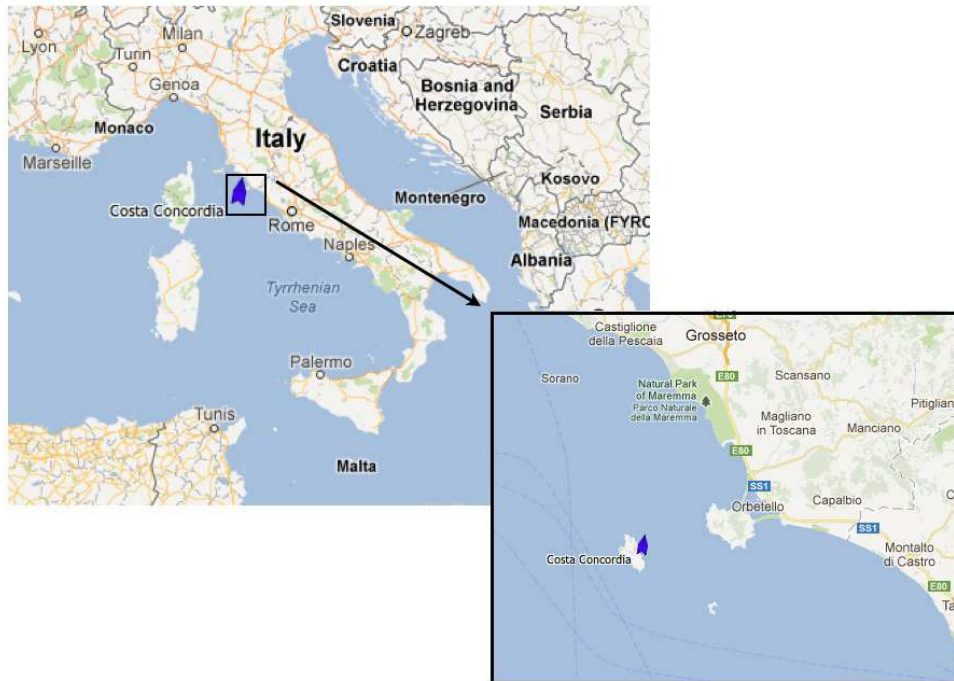 Slovenia
Milan
Zagreb
Lyon
Turin
Croatia
Genoa
Bosnia and
Herzegovina
Serbia
Monaco
Italy
Marseille
Kosovo
Montenegro
Costa Concordia
Rome
Macedonia (FYRO
Naples
Albania
Tyrrhenian
Sea
Palermo
Tunis
Malta
Castiglione
della Pescaia
Grosseto
E80
Sorano
Scansano
Natural Park
of Maremma
Parco Naturale
della Maremma
Pitiglian
Magliano
in Toscana
Manciano
E80
SS1
Orbetello
Capalbio
SS1
Costa Concordia
Montalto
di Castro
E80
Ta